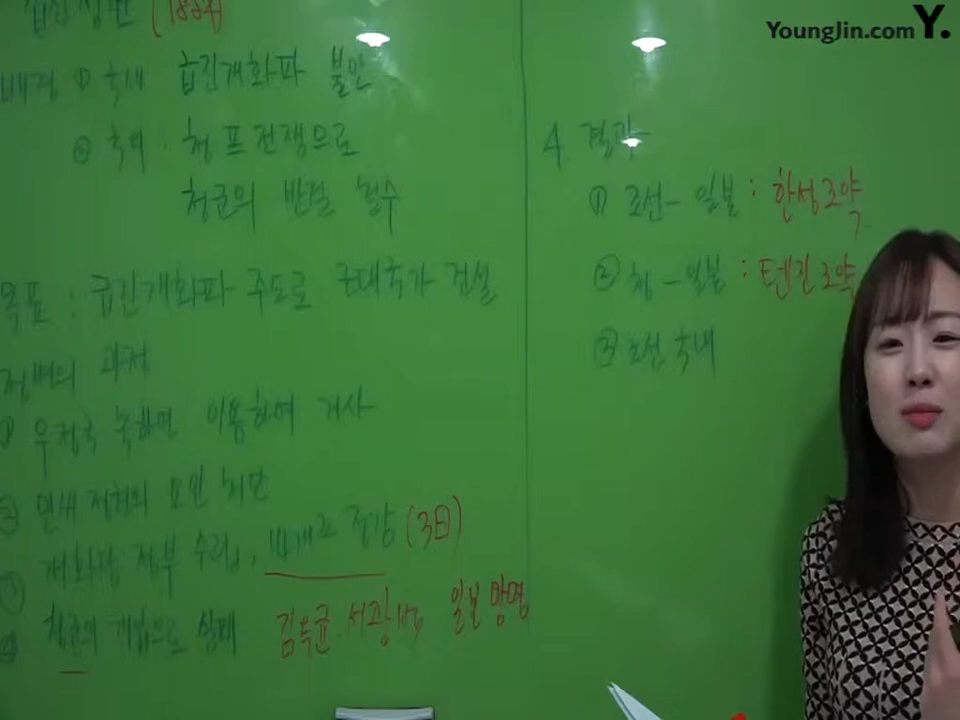 갑신정변 (1884)
배경 ① 국내 급진개화파 불만
② 국외 : 청프전쟁으로
청군의 반절 철수
목표 : 급진개화파 주도로 근대국가 건설
정변의 과정
① 우정국 축하연 이용하여 거사
② 민씨 정권의 요인 처단
③ 개화당 정부 수립, 14개조 정강 (3日)
④ 청군의 개입으로 실패 김옥균. 서광범 일본 망명
4. 결과
① 조선 - 일본 : 한성조약
② 청 - 일본 : 텐진조약
③ 조선 국내
YoungJin.com Y.